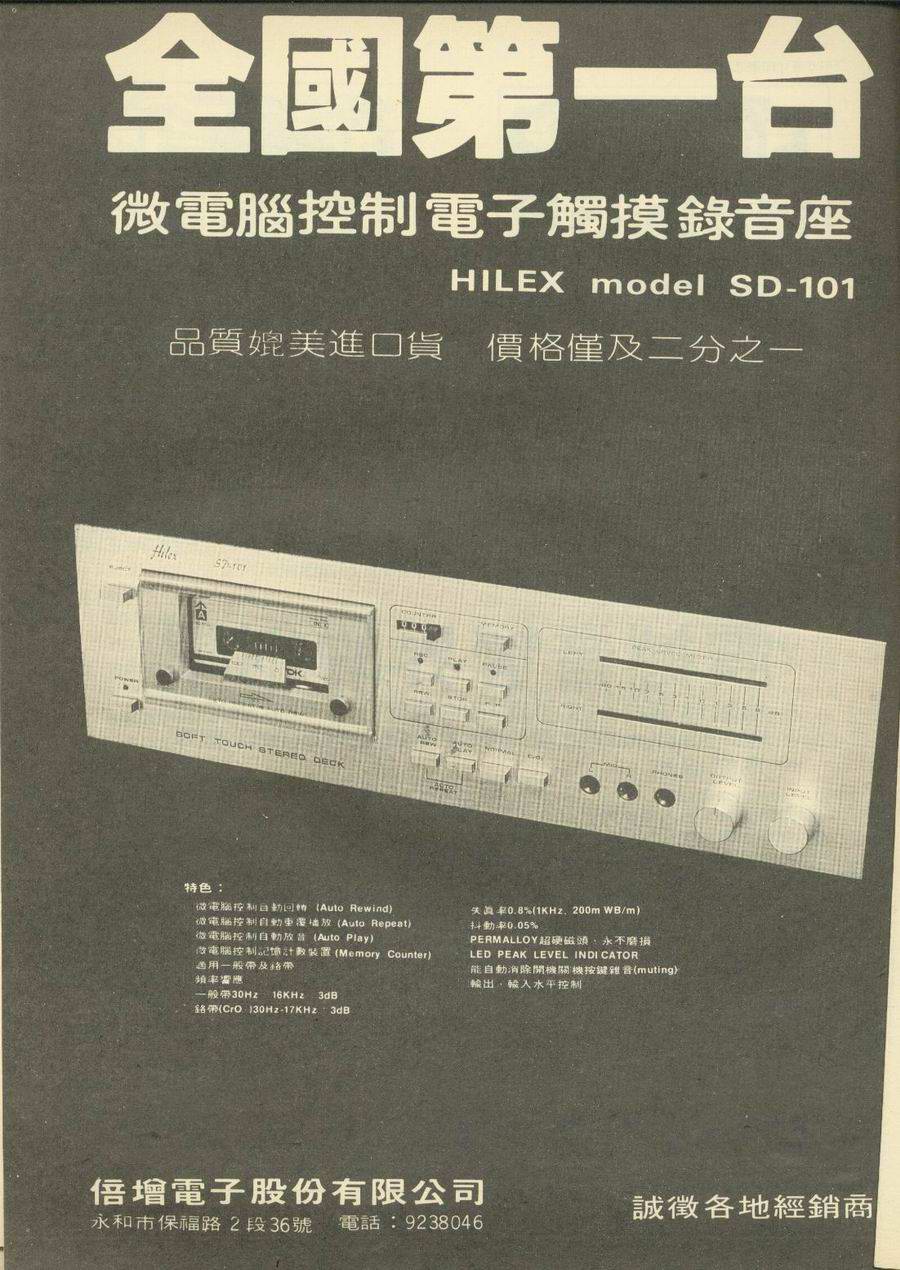 全國第一台
微電腦控制電子觸摸錄音座
HILEX model SD-101
品質媲美進口貨 價格僅及二分之一
Hilex SD-101
EJECT
COUNTER
MEMORY
A
REC PLAY PAUSE
LEFT PEAK LEVEL METER
POWER
REW STOP
RIGHT
SOFT TOUCH STEREO DECK
AUTO REW AUTO PLAY NORMAL
AUTO REPEAT
MIC PHONES OUTPUT LEVEL INPUT LEVEL
特色：
微電腦控制自動回轉 (Auto Rewind)
微電腦控制自動重覆播放 (Auto Repeat)
微電腦控制自動放音 (Auto Play)
微電腦控制記憶計數裝置 (Memory Counter)
適用一般帶及鉻帶
頻率響應
一般帶30Hz 16KHz 3dB
鉻帶(CrO )30Hz-17KHz 3dB
失真率0.8%(1KHz, 200m WB/m)
抖動率0.05%
PERMALLOY超硬磁頭、永不磨損
LED PEAK LEVEL INDICATOR
能自動消除開機關機按鍵雜音(muting)
輸出、輸入水平控制
倍增電子股份有限公司
永和市保福路2段36號 電話：9238046
誠徵各地經銷商